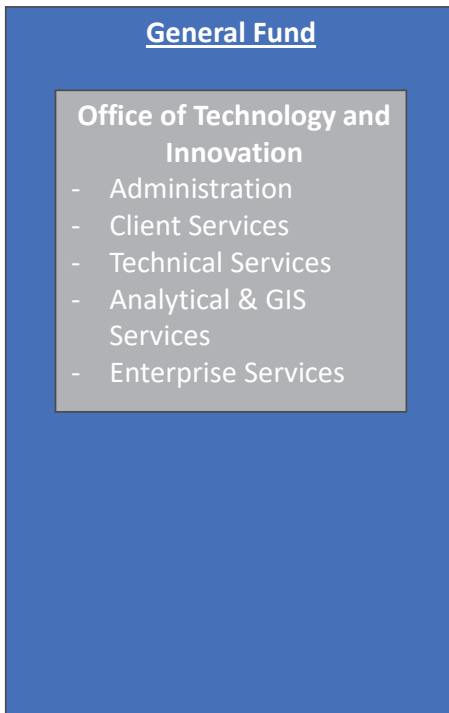 General Fund
Office of Technology and
Innovation
- Administration
- Client Services
- Technical Services
- Analytical & GIS
Services
- Enterprise Services